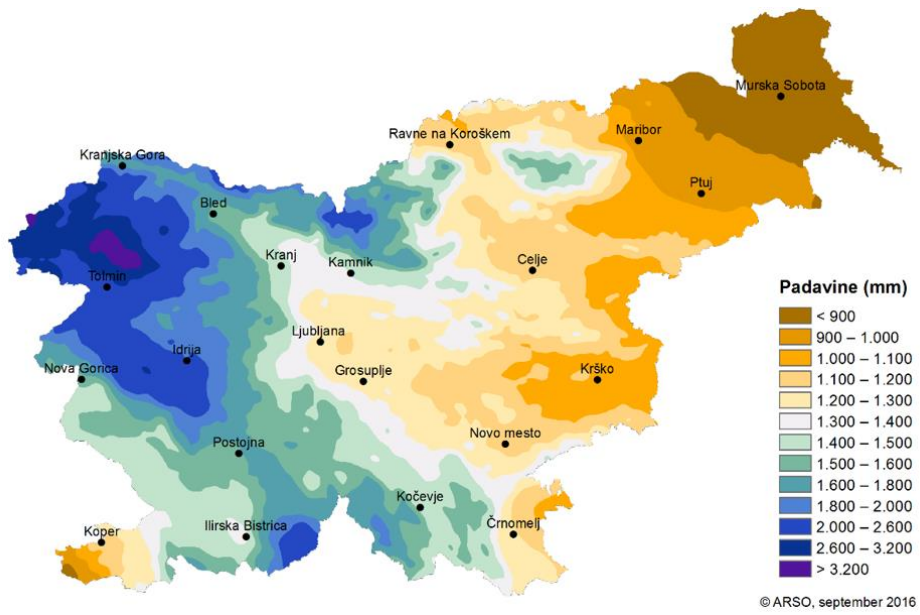 Murska Sobota
Maribor
Ravne na Koroškem
Kranjska Gora
Ptuj
Bled
Kranj
Kamnik
Celje
Tolmin
Ljubljana
Idrija
Grosuplje
Krško
Nova Gorica
Novo mesto
Postojna
Kočevje
Ilirska Bistrica
Črnomelj
Koper
Padavine (mm)
< 900
900 – 1.000
1.000 – 1.100
1.100 – 1.200
1.200 – 1.300
1.300 – 1.400
1.400 – 1.500
1.500 – 1.600
1.600 – 1.800
1.800 – 2.000
2.000 – 2.600
2.600 – 3.200
> 3.200
© ARSO, september 2016